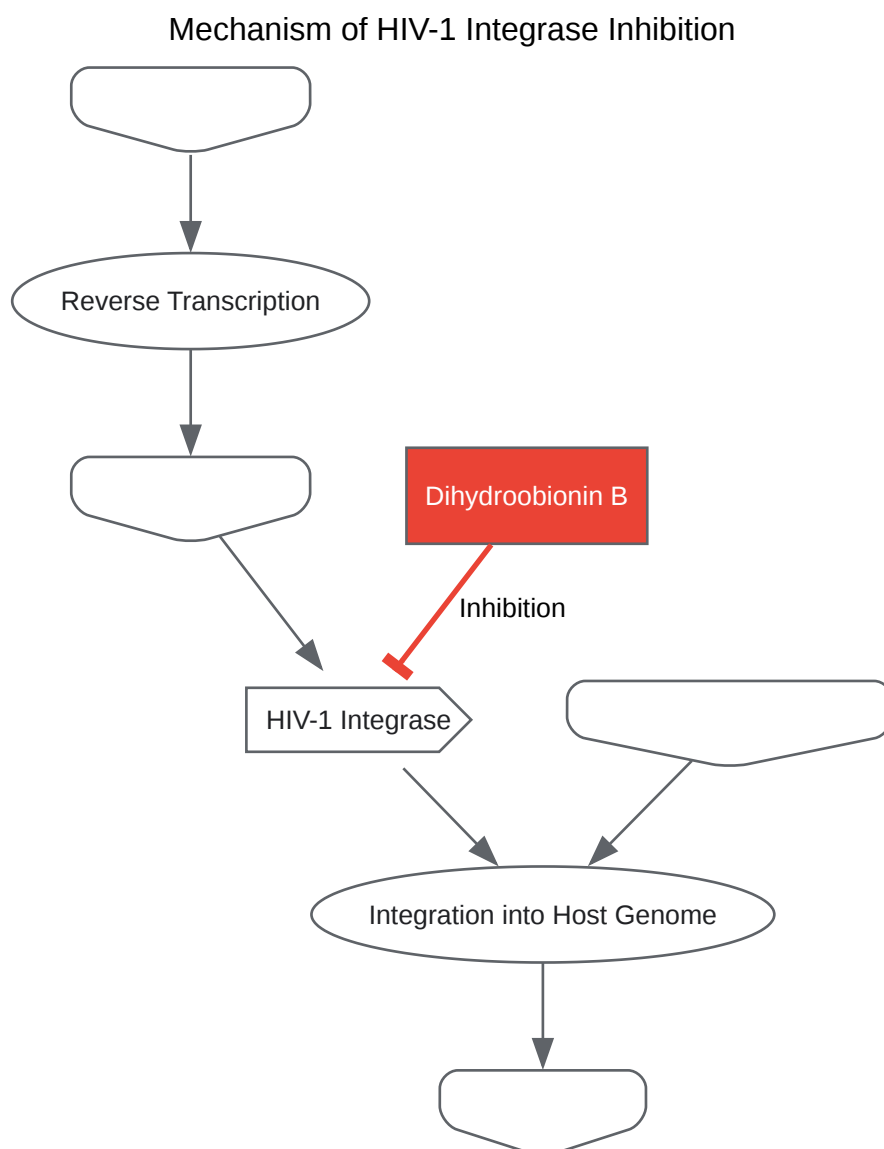 Mechanism of HIV-1 Integrase Inhibition
Reverse Transcription
Dihydroobionin B
Inhibition
HIV-1 Integrase
Integration into Host Genome